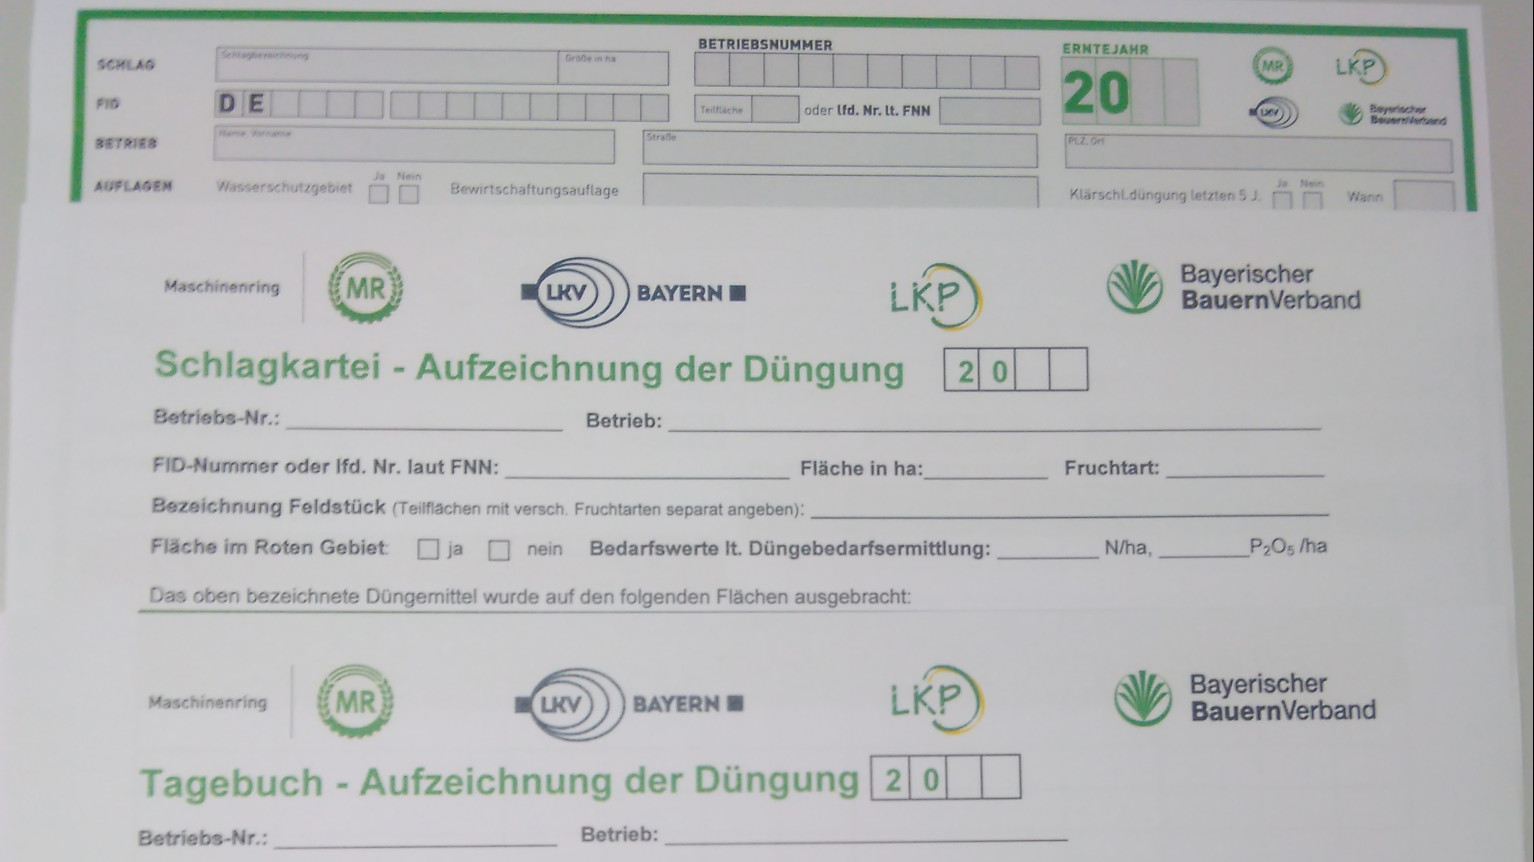 SCHLAG Schlagbezeichnung Größe in ha BETRIEBSNUMMER ERNTEJAHR 20 MR LKP
FID DE Teilfläche oder lfd. Nr. lt. FNN LKV Bayerischer BauernVerband
BETRIEB Name, Vorname Straße PLZ, Ort
AUFLAGEN Wasserschutzgebiet Ja Nein Bewirtschaftungsauflage Klärschl.düngung letzten 5 J. Ja Nein Wann
Maschinenring MR LKV BAYERN LKP Bayerischer BauernVerband
Schlagkartei - Aufzeichnung der Düngung 20
Betriebs-Nr.: Betrieb:
FID-Nummer oder lfd. Nr. laut FNN: Fläche in ha: Fruchtart:
Bezeichnung Feldstück (Teilflächen mit versch. Fruchtarten separat angeben):
Fläche im Roten Gebiet: ja nein Bedarfswerte lt. Düngebedarfsermittlung: N/ha, P₂O₅ /ha
Das oben bezeichnete Düngemittel wurde auf den folgenden Flächen ausgebracht:
Maschinenring MR LKV BAYERN LKP Bayerischer BauernVerband
Tagebuch - Aufzeichnung der Düngung 20
Betriebs-Nr.: Betrieb: